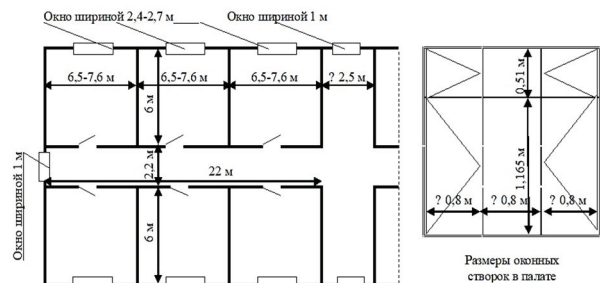 Окно шириной 2,4-2,7 м
Окно шириной 1 м
6,5-7,6 м
6,5-7,6 м
6,5-7,6 м
? 2,5 м
6 м
0,51 м
Окно шириной 1 м
2,2 м
22 м
1,165 м
? 0,8 м
? 0,8 м
? 0,8 м
6 м
Размеры оконных
створок в палате